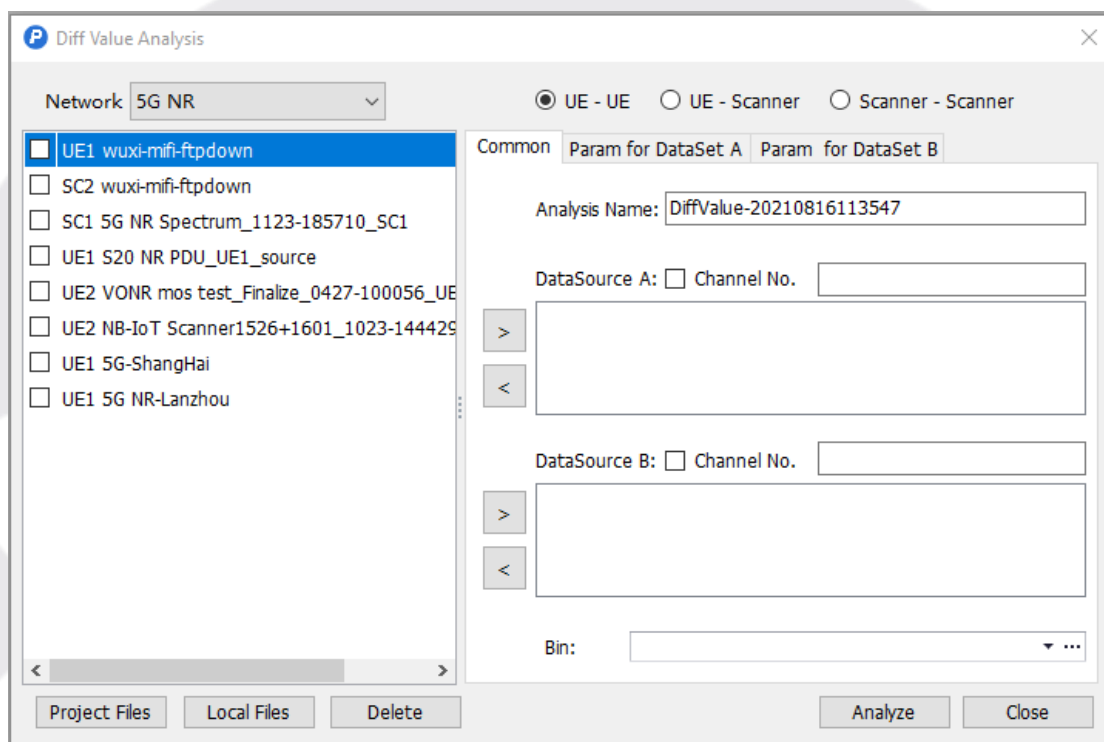 P Diff Value Analysis
Network 5G NR
UE - UE UE - Scanner Scanner - Scanner
UE1 wuxi-mifi-ftpdown
SC2 wuxi-mifi-ftpdown
SC1 5G NR Spectrum_1123-185710_SC1
UE1 S20 NR PDU_UE1_source
UE2 VONR mos test_Finalize_0427-100056_UE
UE2 NB-IoT Scanner1526+1601_1023-144429
UE1 5G-ShangHai
UE1 5G NR-Lanzhou
Common Param for DataSet A Param for DataSet B
Analysis Name: DiffValue-20210816113547
DataSource A: Channel No.
>
<
DataSource B: Channel No.
>
<
Bin: ...
Project Files Local Files Delete
Analyze Close